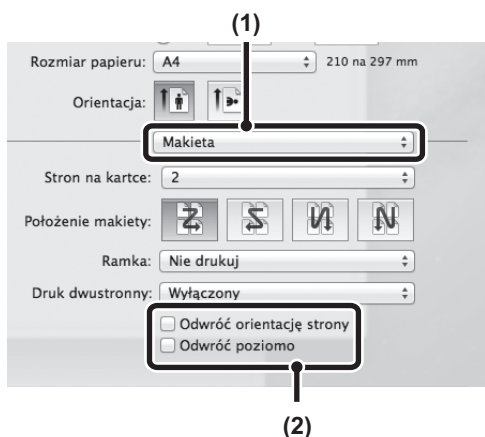 (1)
Rozmiar papieru: A4 210 na 297 mm
Orientacja:
Makieta
Stron na kartce: 2
Położenie makiety:
Ramka: Nie drukuj
Druk dwustronny: Wyłączony
Odwróć orientację strony
Odwróć poziomo
(2)